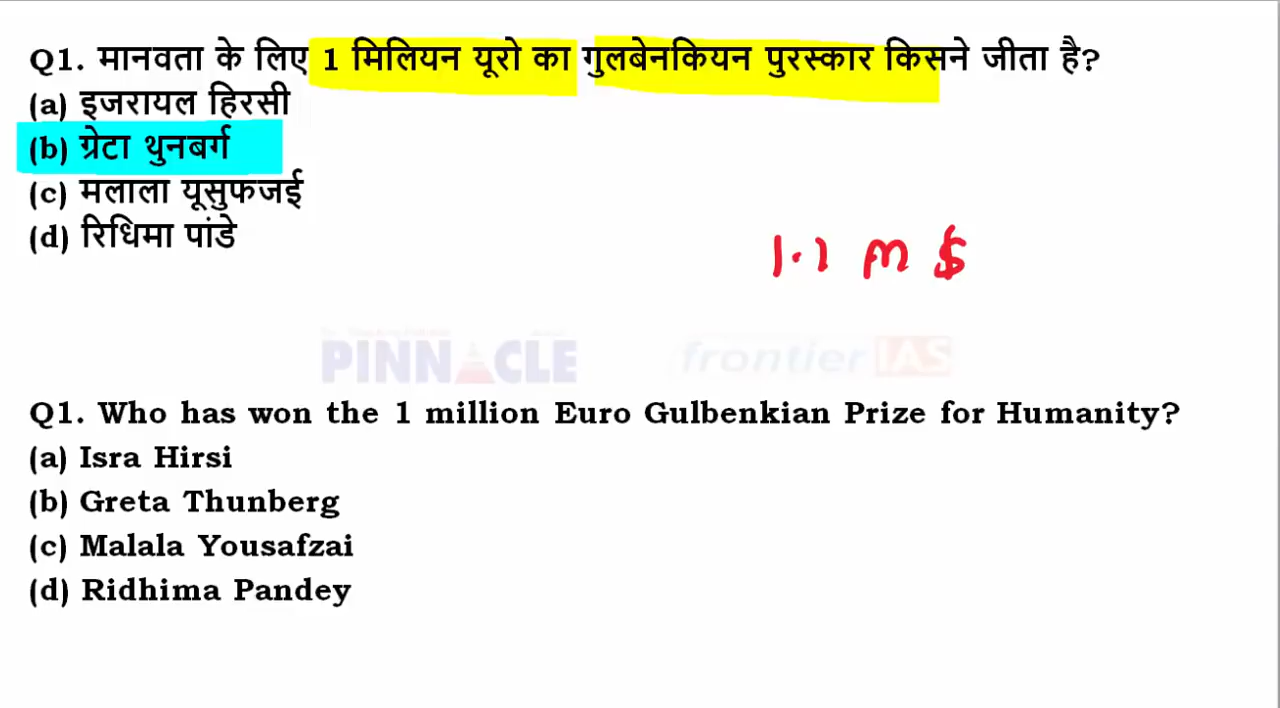 Q1. मानवता के लिए 1 मिलियन यूरो का गुलबेनकियन पुरस्कार किसने जीता है?
(a) इजरायल हिरसी
(b) ग्रेटा थुनबर्ग
(c) मलाला यूसुफजई
(d) रिधिमा पांडे
1.1 m $
PINNACLE frontier IAS
Q1. Who has won the 1 million Euro Gulbenkian Prize for Humanity?
(a) Isra Hirsi
(b) Greta Thunberg
(c) Malala Yousafzai
(d) Ridhima Pandey